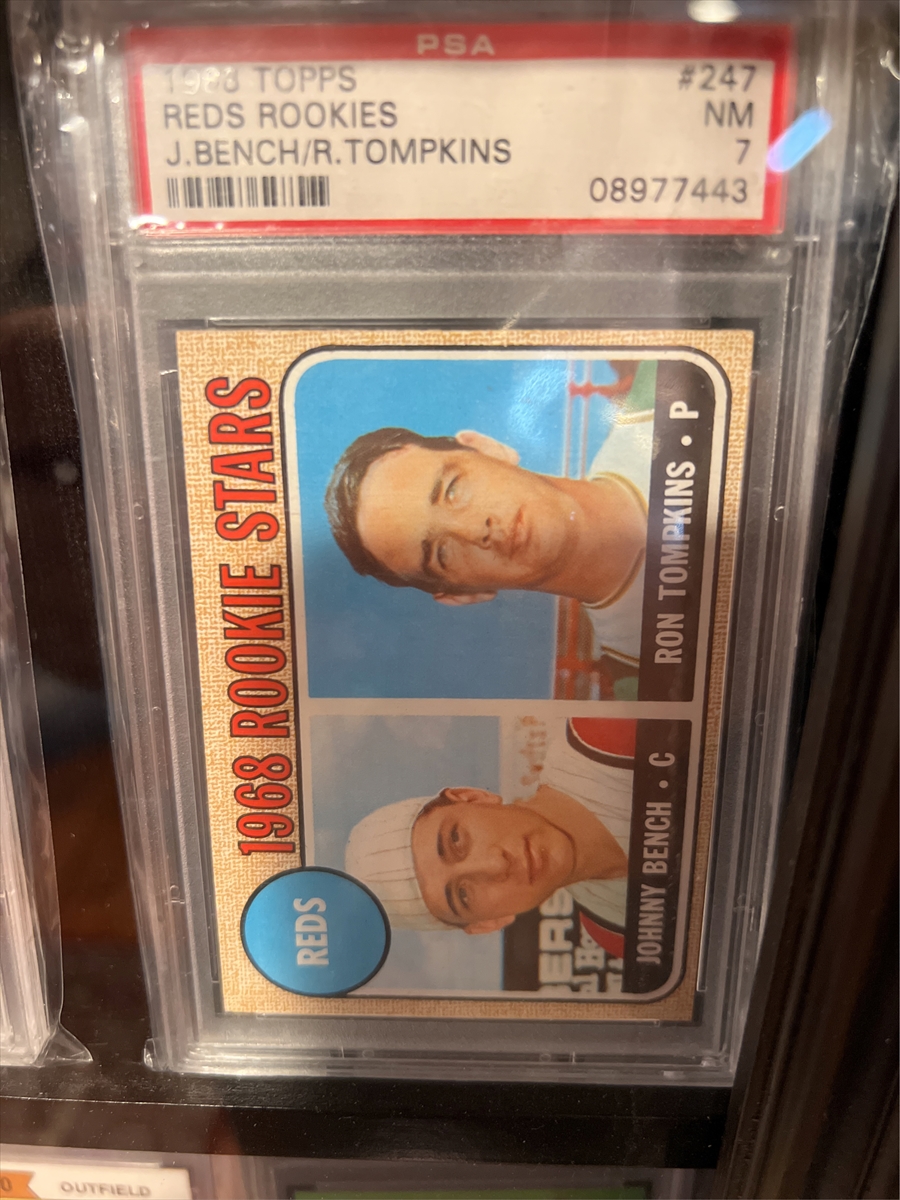 PSA
1968 TOPPS #247
REDS ROOKIES NM
J.BENCH/R.TOMPKINS 7
08977443
1968 ROOKIE STARS
REDS
JOHNNY BENCH • C
RON TOMPKINS • P
OUTFIELD